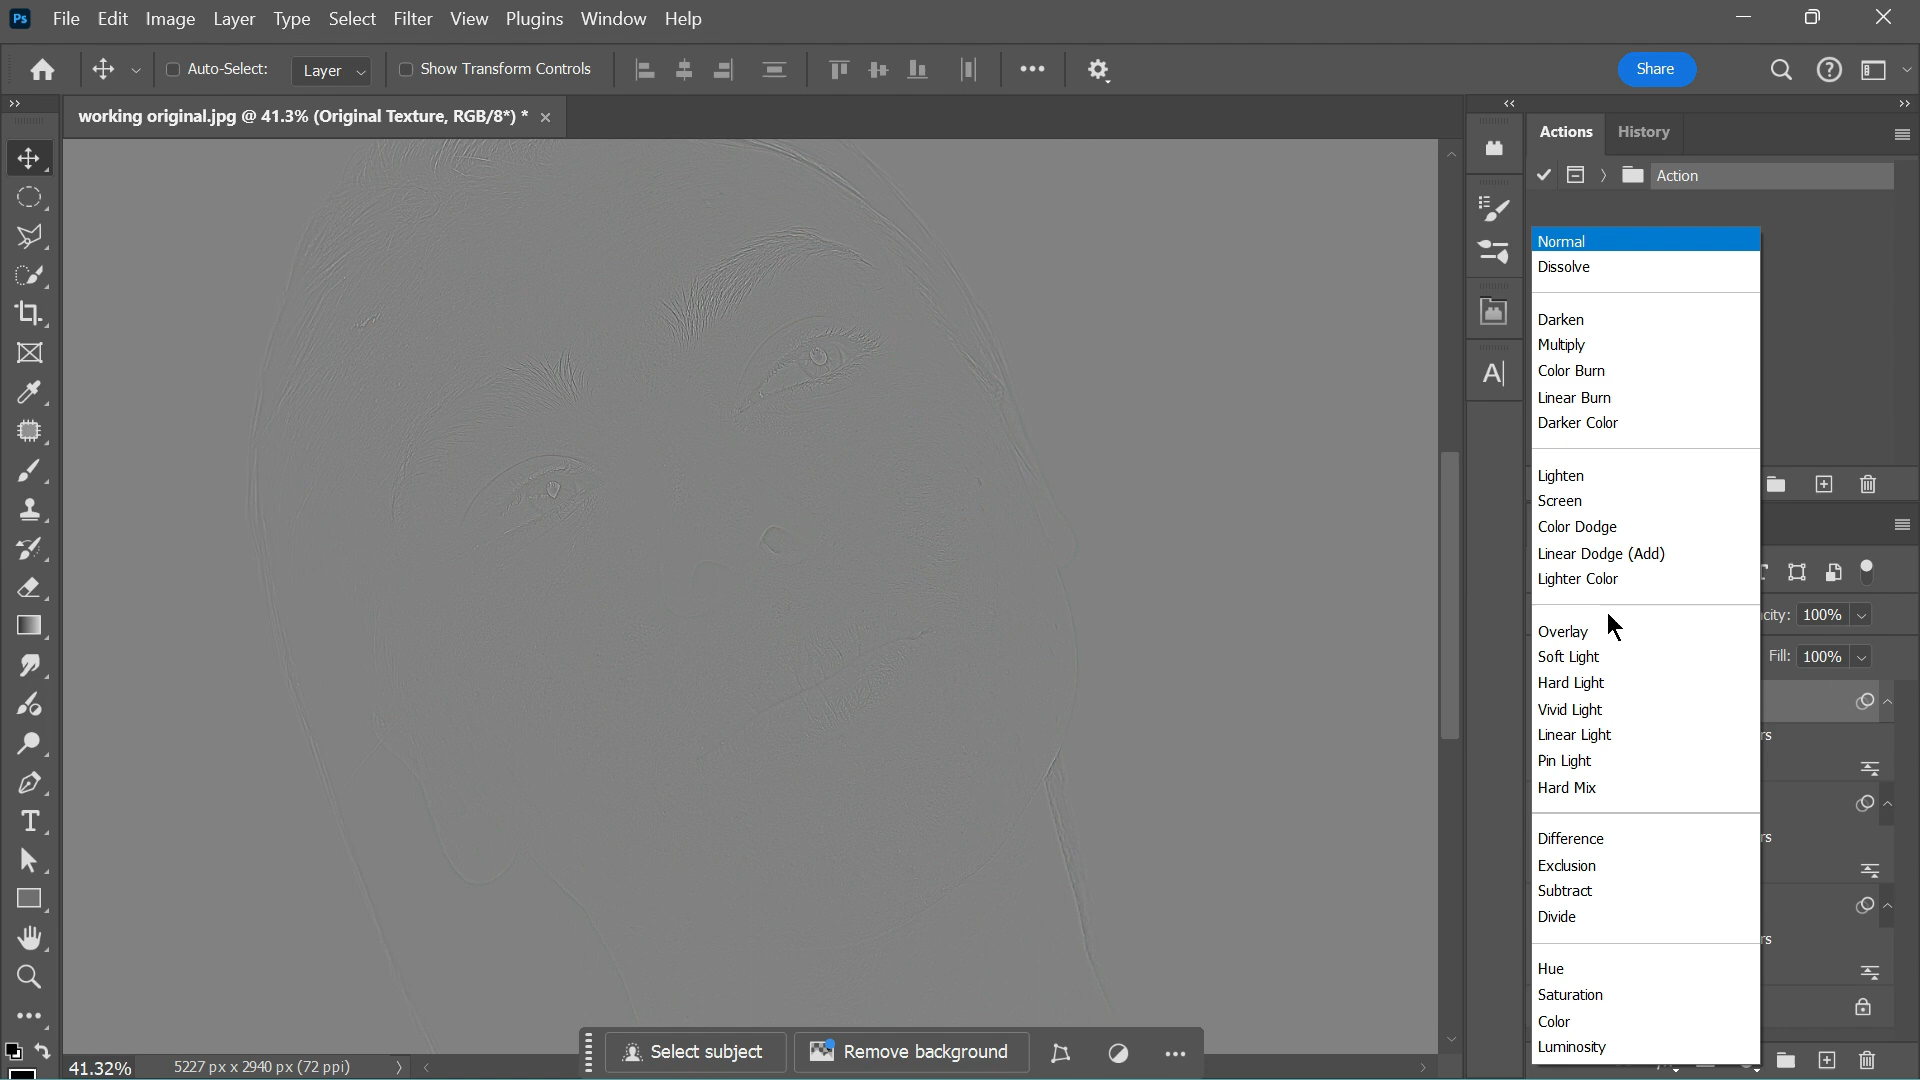 Ps File Edit Image Layer Type Select Filter View Plugins Window Help
Auto-Select: Layer Show Transform Controls Share
working original.jpg @ 41.3% (Original Texture, RGB/8*) *
Actions History
Action
Normal
Dissolve
Darken
Multiply
Color Burn
Linear Burn
Darker Color
Lighten
Screen
Color Dodge
Linear Dodge (Add)
Lighter Color
Overlay
Soft Light
Hard Light
Vivid Light
Linear Light
Pin Light
Hard Mix
Difference
Exclusion
Subtract
Divide
Hue
Saturation
Color
Luminosity
100%
Fill: 100%
Select subject Remove background
41.32% 5227 px x 2940 px (72 ppi)